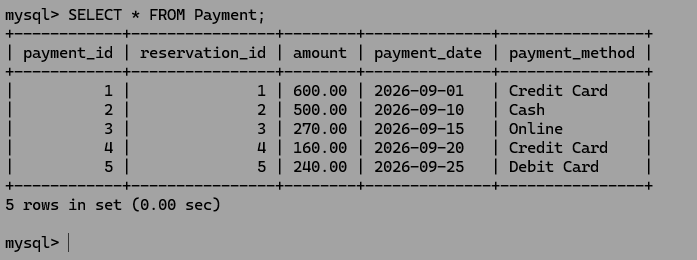 mysql> SELECT * FROM Payment;
+------------+----------------+--------+--------------+----------------+
| payment_id | reservation_id | amount | payment_date | payment_method |
+------------+----------------+--------+--------------+----------------+
|          1 |              1 | 600.00 | 2026-09-01   | Credit Card    |
|          2 |              2 | 500.00 | 2026-09-10   | Cash           |
|          3 |              3 | 270.00 | 2026-09-15   | Online         |
|          4 |              4 | 160.00 | 2026-09-20   | Credit Card    |
|          5 |              5 | 240.00 | 2026-09-25   | Debit Card     |
+------------+----------------+--------+--------------+----------------+
5 rows in set (0.00 sec)
mysql>